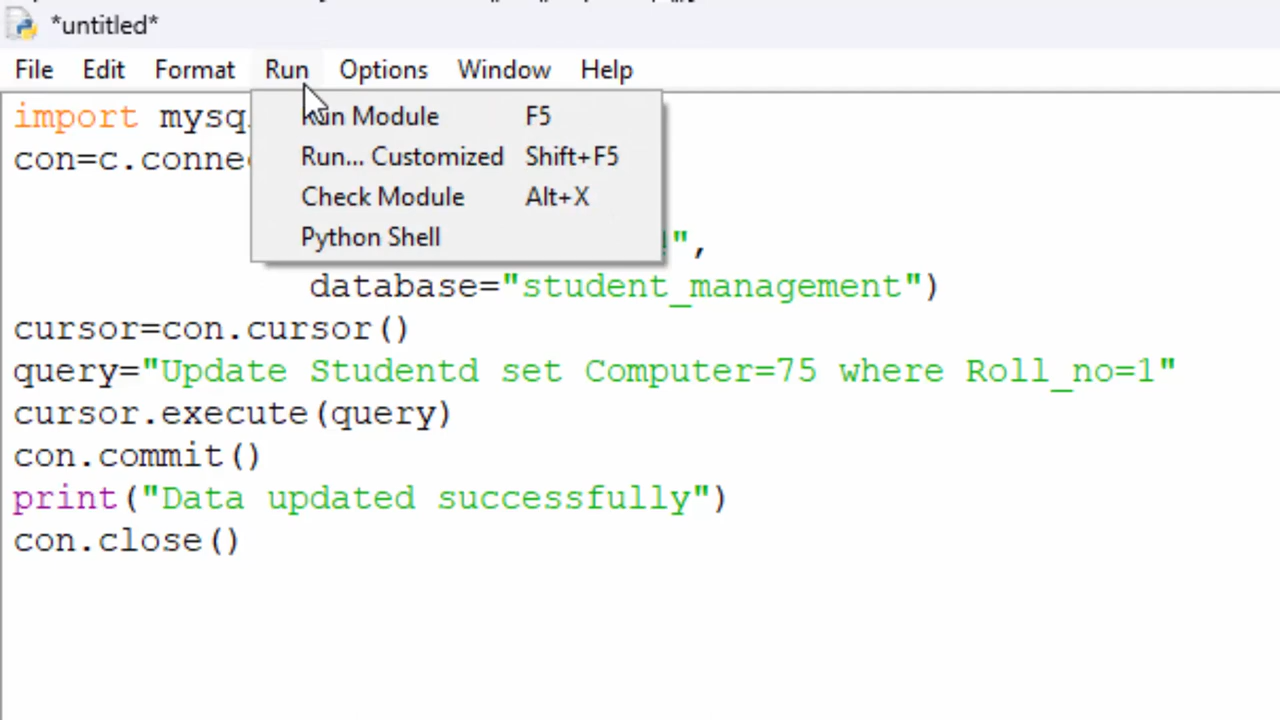 *untitled*
File Edit Format Run Options Window Help
import mysq
Run Module F5
con=c.conne
Run... Customized Shift+F5
Check Module Alt+X
Python Shell
",
database="student_management")
cursor=con.cursor()
query="Update Studentd set Computer=75 where Roll_no=1"
cursor.execute(query)
con.commit()
print("Data updated successfully")
con.close()